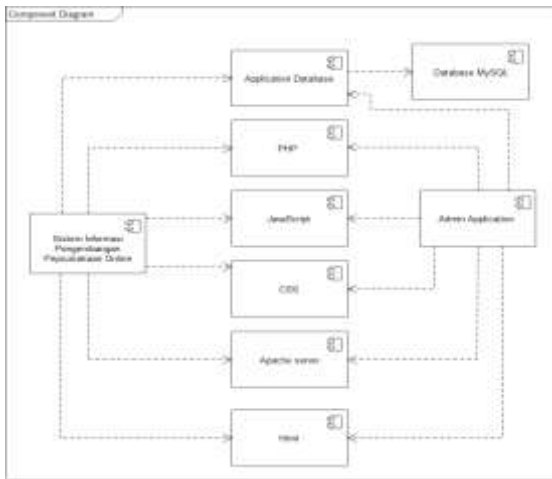 Component Diagram
Application Database
Database MySQL
PHP
JavaScript
Admin Application
Sistem Informasi
Pengembangan
Perpustakaan Online
CSS
Apache server
html